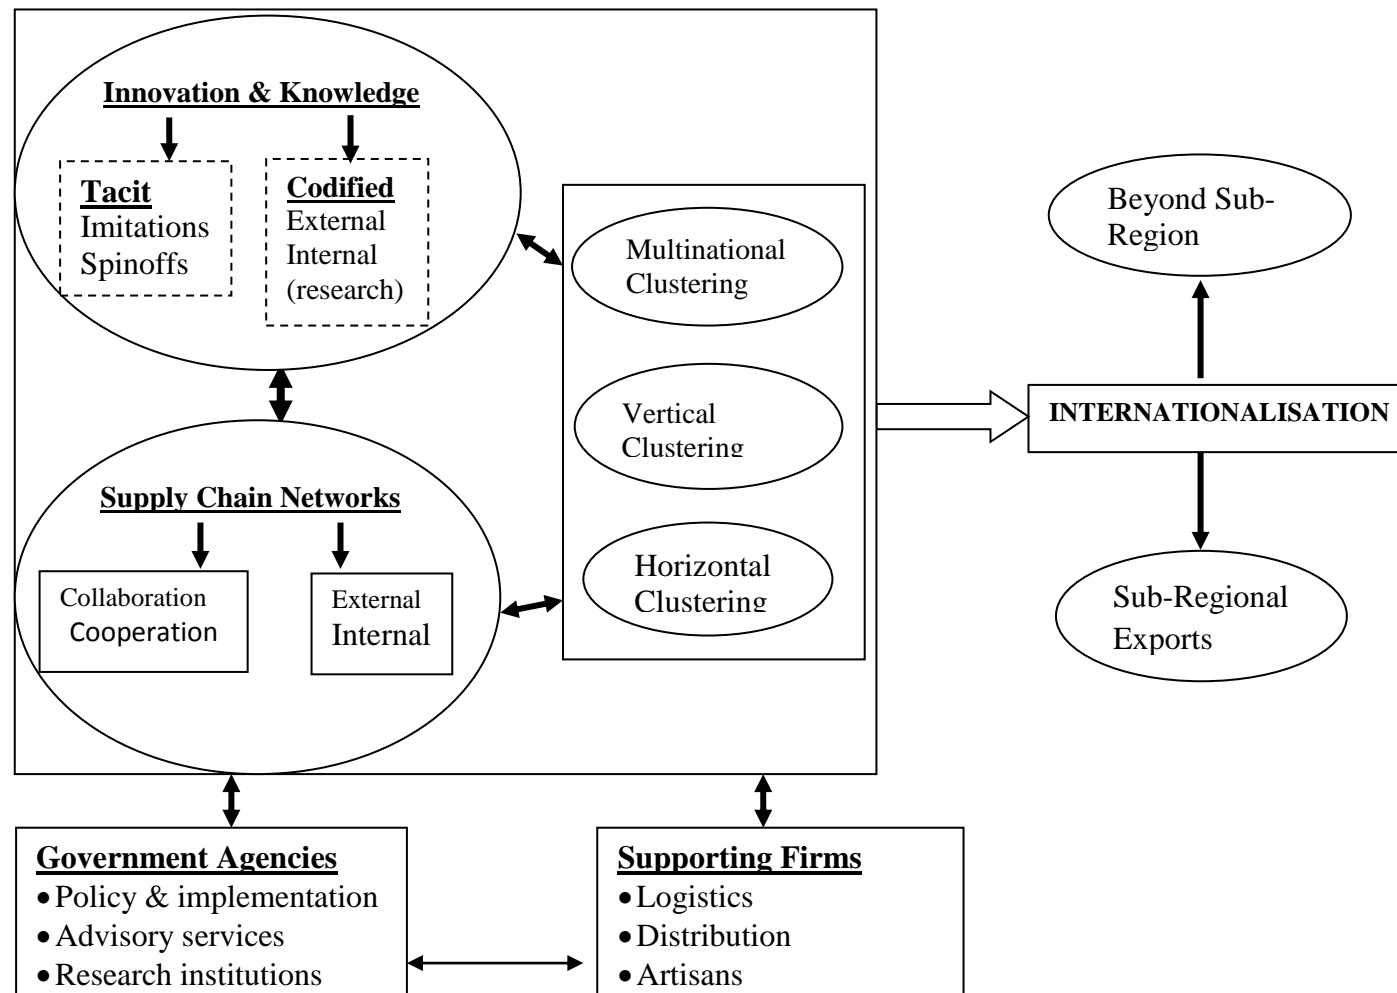 Innovation & Knowledge
Tacit
Imitations
Spinoffs
Codified
External
Internal
(research)
Multinational
Clustering
Vertical
Clustering
Horizontal
Clustering
Supply Chain Networks
Collaboration
Cooperation
External
Internal
Beyond Sub-
Region
INTERNATIONALISATION
Sub-Regional
Exports
Government Agencies
• Policy & implementation
• Advisory services
• Research institutions
Supporting Firms
• Logistics
• Distribution
• Artisans